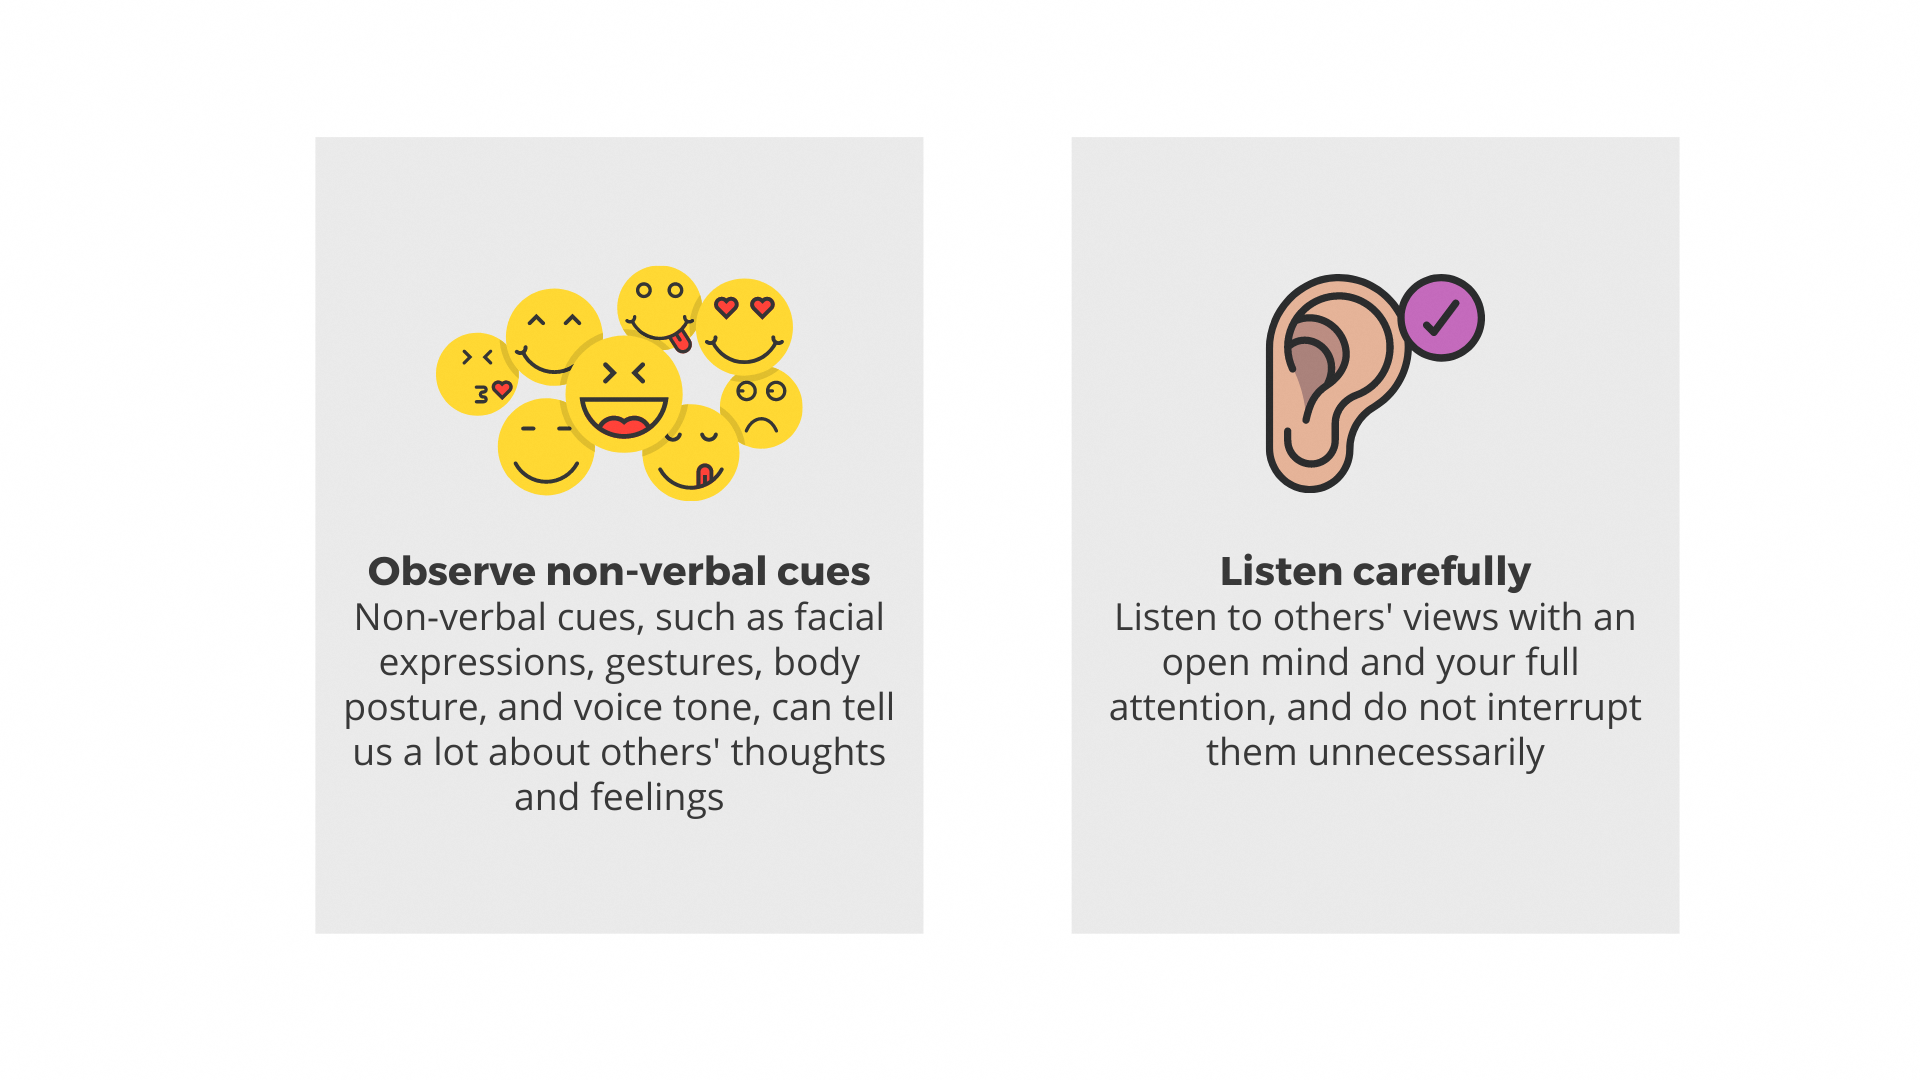 Observe non-verbal cues
Non-verbal cues, such as facial
expressions, gestures, body
posture, and voice tone, can tell
us a lot about others' thoughts
and feelings
Listen carefully
Listen to others' views with an
open mind and your full
attention, and do not interrupt
them unnecessarily